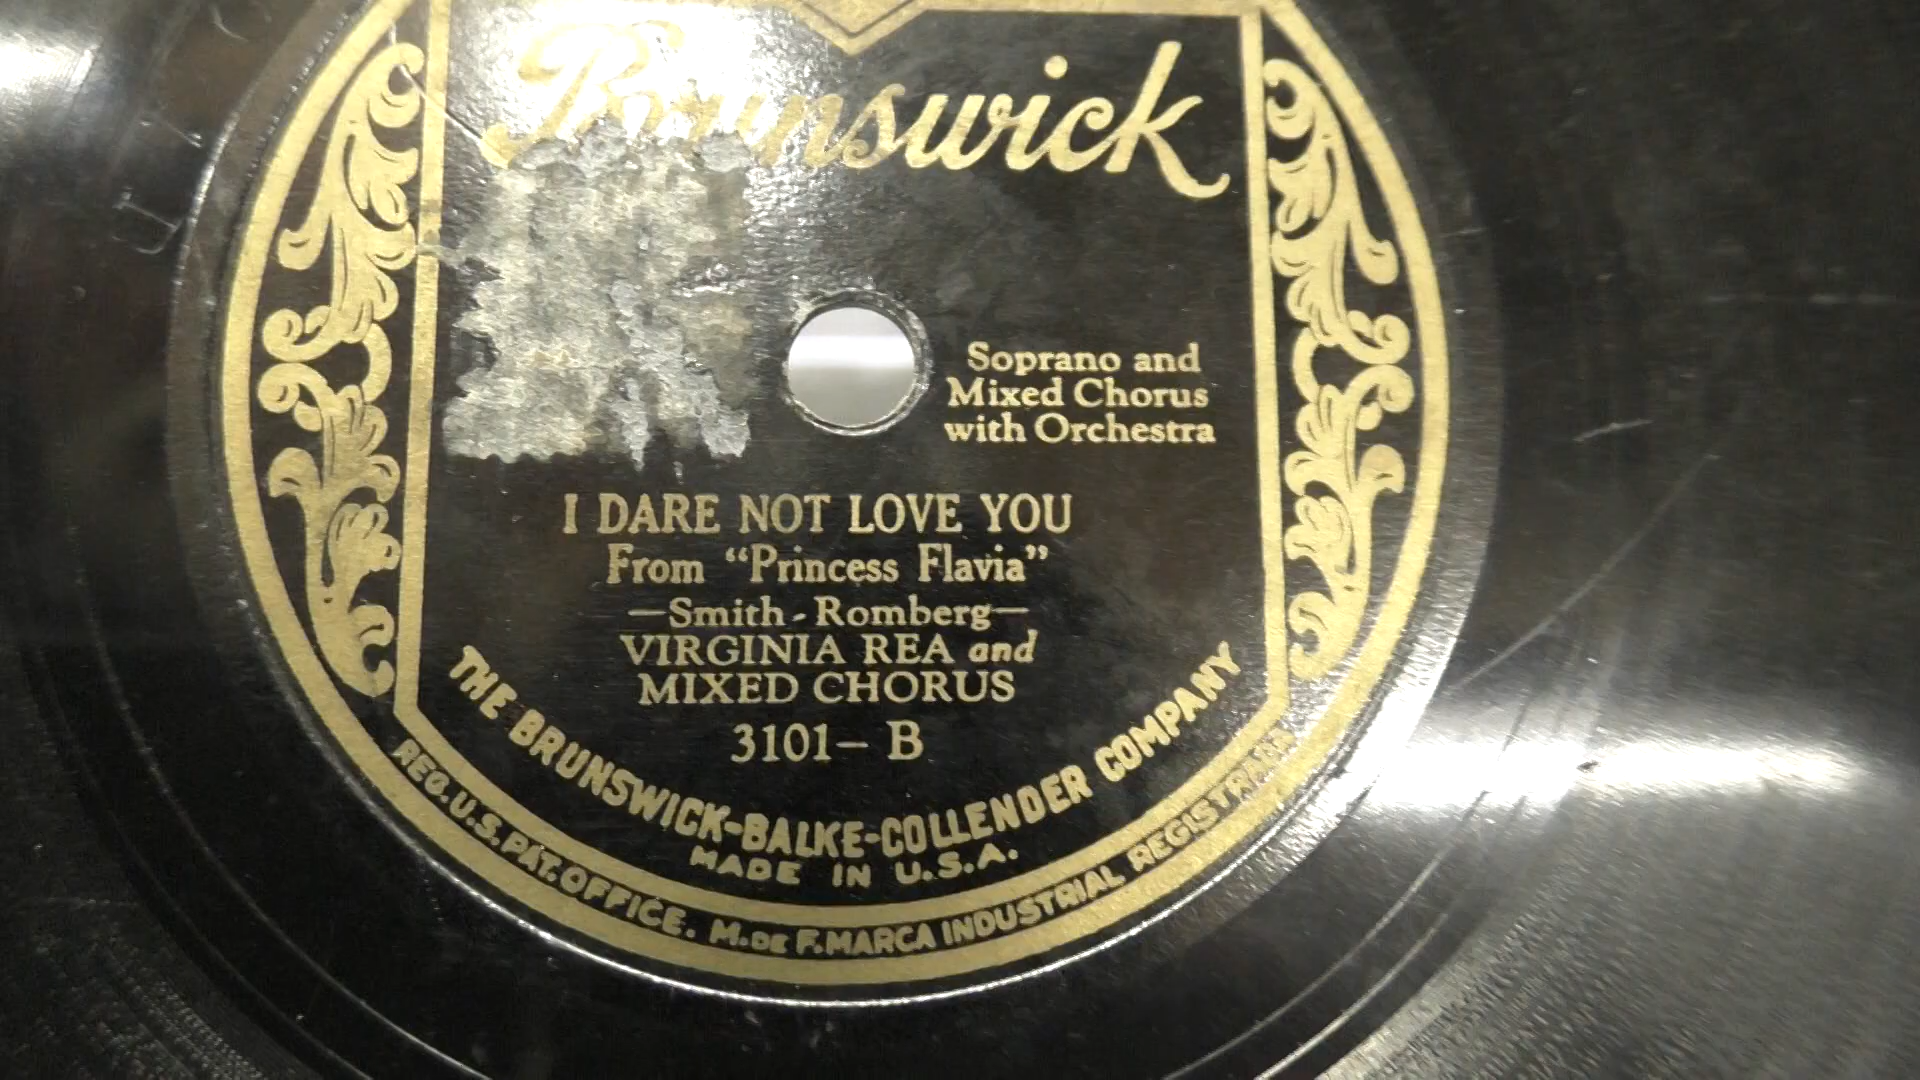 Brunswick
Soprano and
Mixed Chorus
with Orchestra
I DARE NOT LOVE YOU
From “Princess Flavia”
—Smith-Romberg—
VIRGINIA REA and
MIXED CHORUS
3101— B
THE BRUNSWICK-BALKE-COLLENDER COMPANY
MADE IN U.S.A.
REG. U.S. PAT. OFFICE. M. DE F. MARCA INDUSTRIAL REGISTRADA